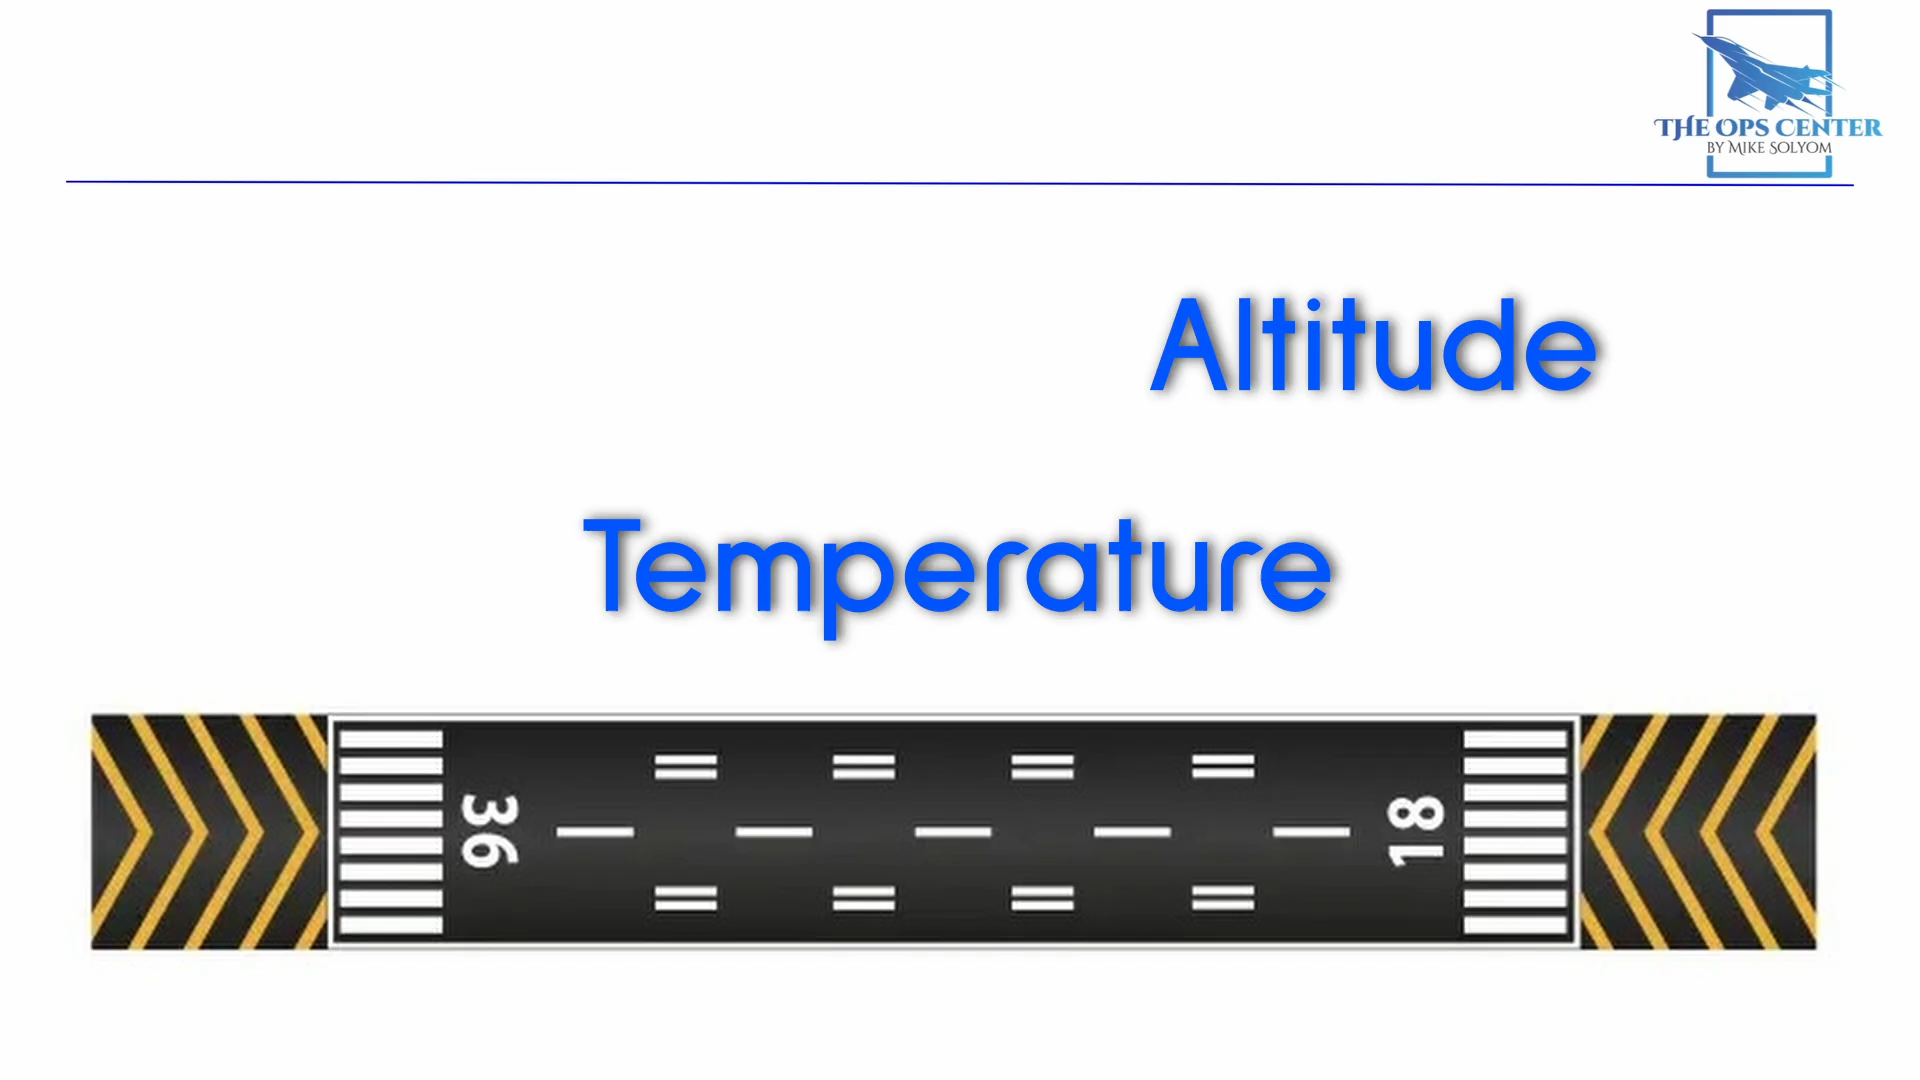 THE OPS CENTER
BY MIKE SOLYOM
Altitude
Temperature
36
18